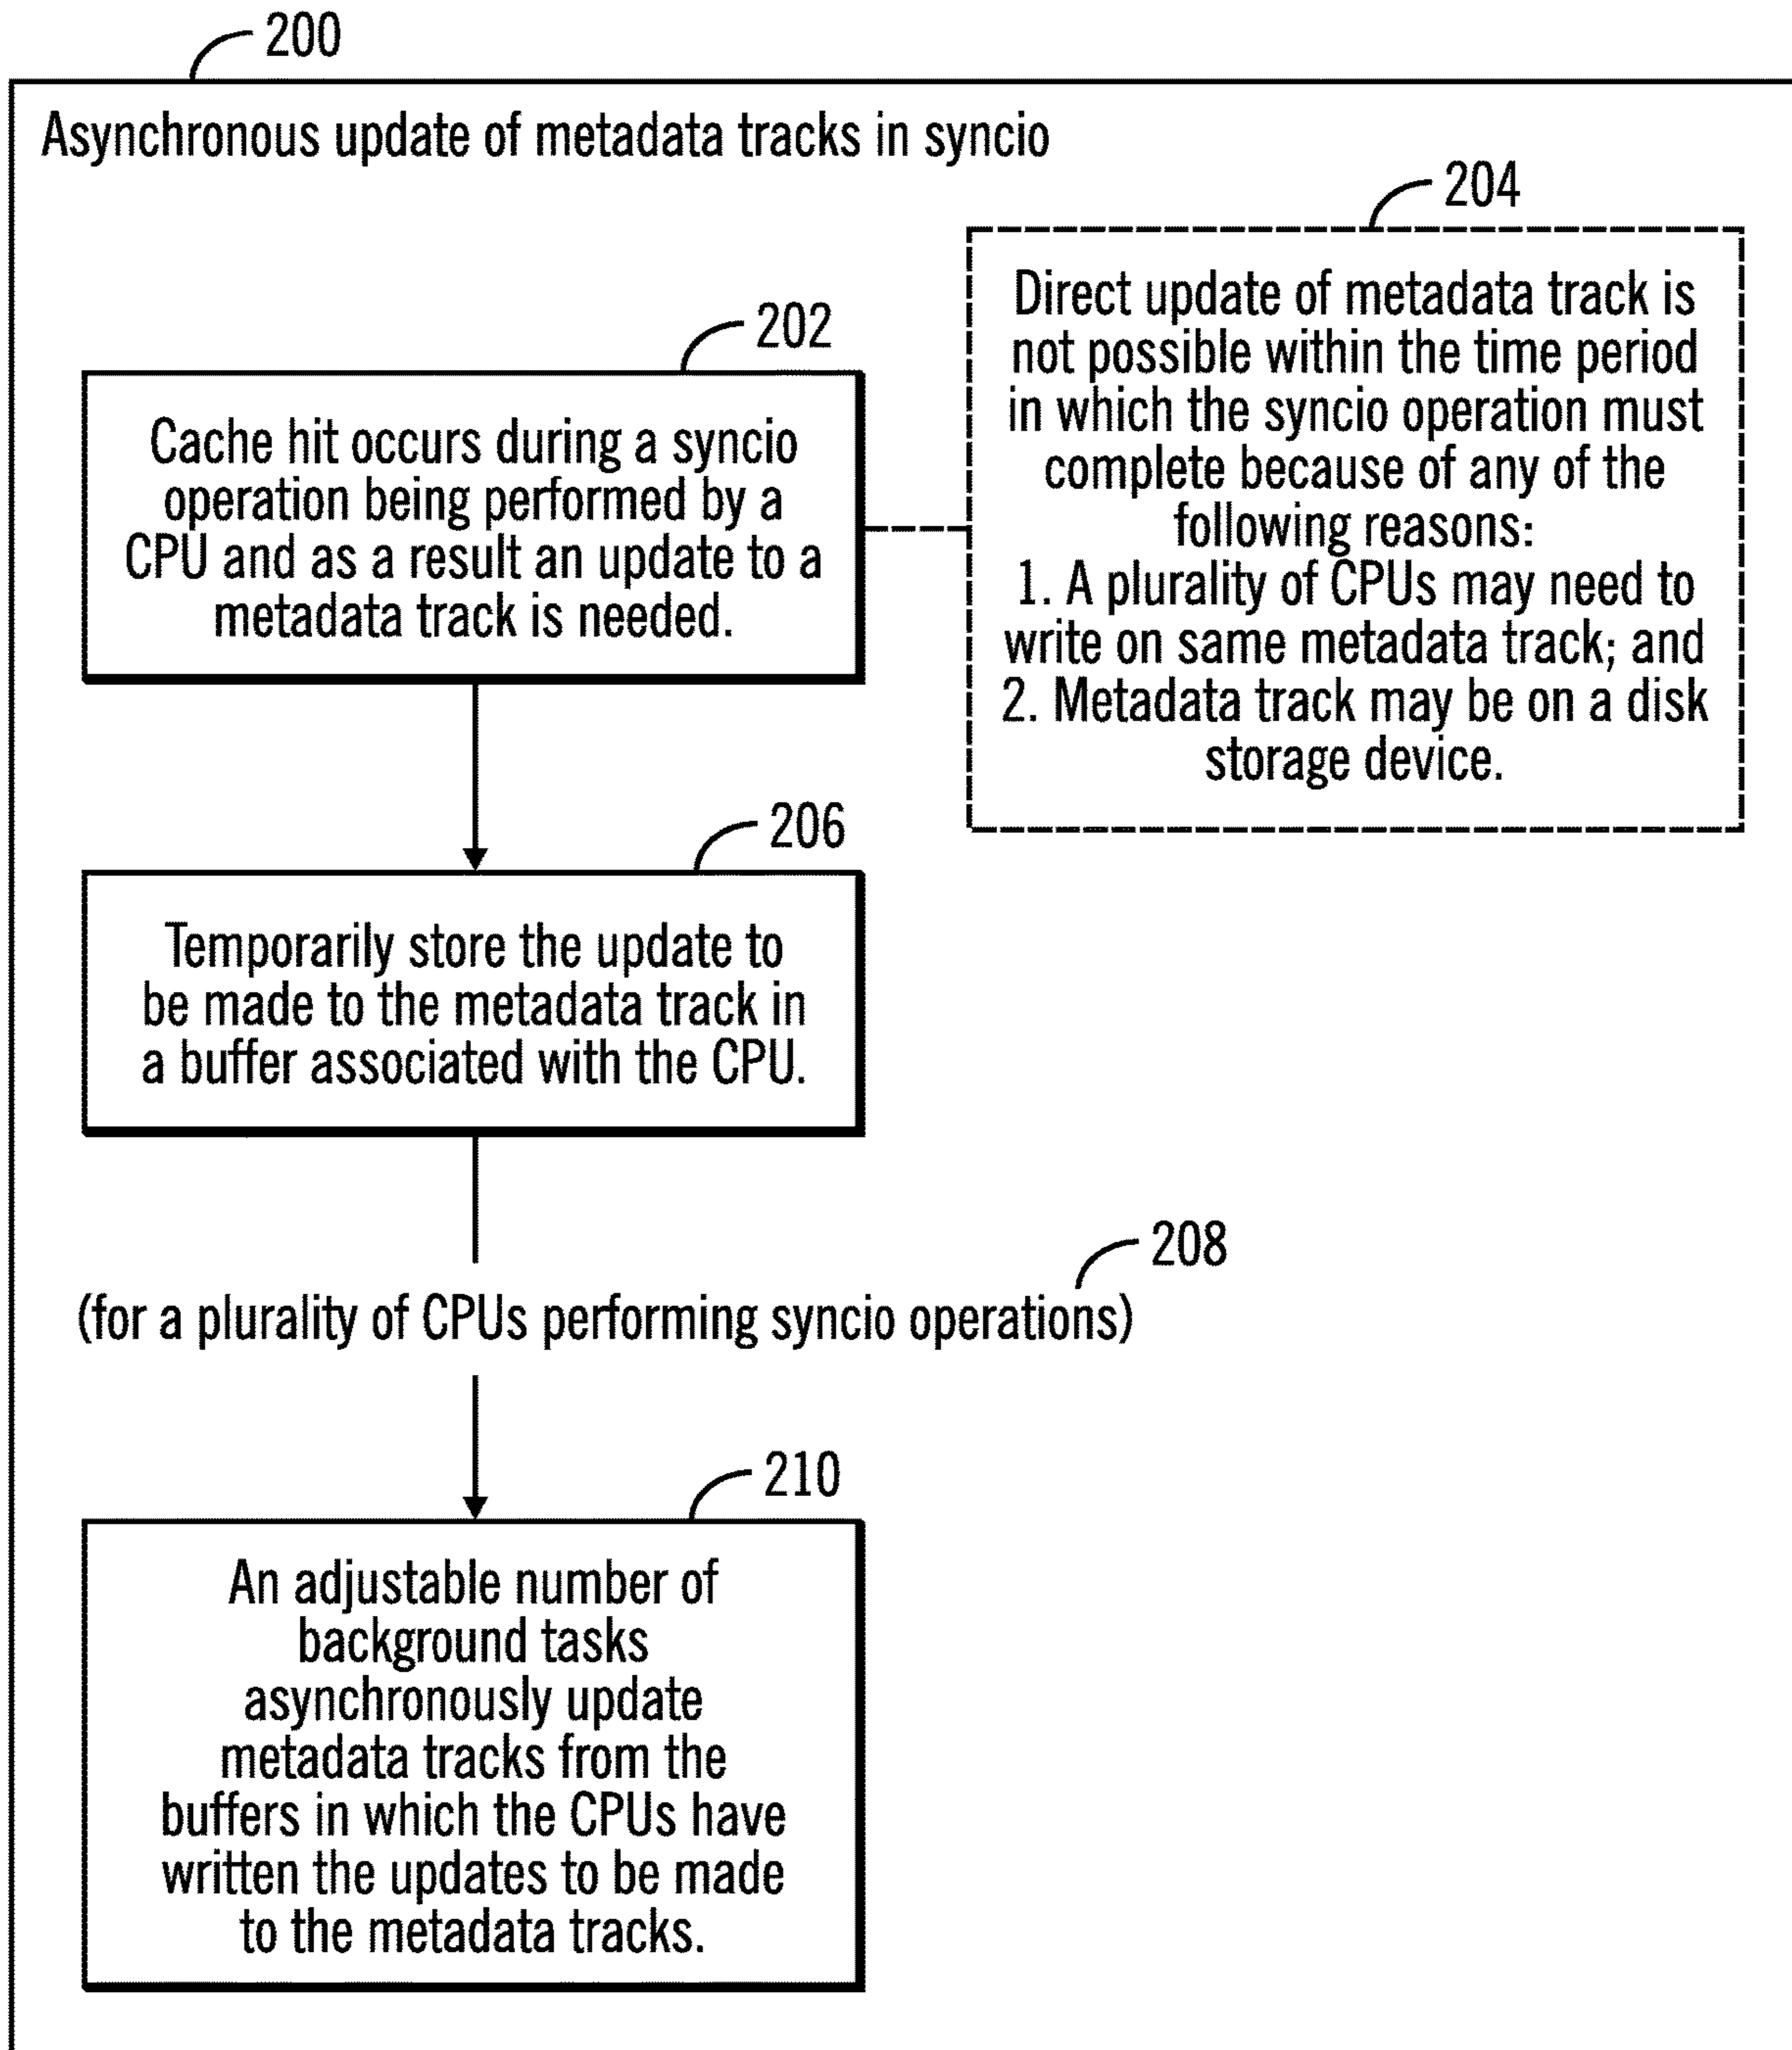 200
Asynchronous update of metadata tracks in syncio
204
Direct update of metadata track is
not possible within the time period
in which the syncio operation must
complete because of any of the
following reasons:
1. A plurality of CPUs may need to
write on same metadata track; and
2. Metadata track may be on a disk
storage device.
202
Cache hit occurs during a syncio
operation being performed by a
CPU and as a result an update to a
metadata track is needed.
206
Temporarily store the update to
be made to the metadata track in
a buffer associated with the CPU.
208
(for a plurality of CPUs performing syncio operations)
210
An adjustable number of
background tasks
asynchronously update
metadata tracks from the
buffers in which the CPUs have
written the updates to be made
to the metadata tracks.